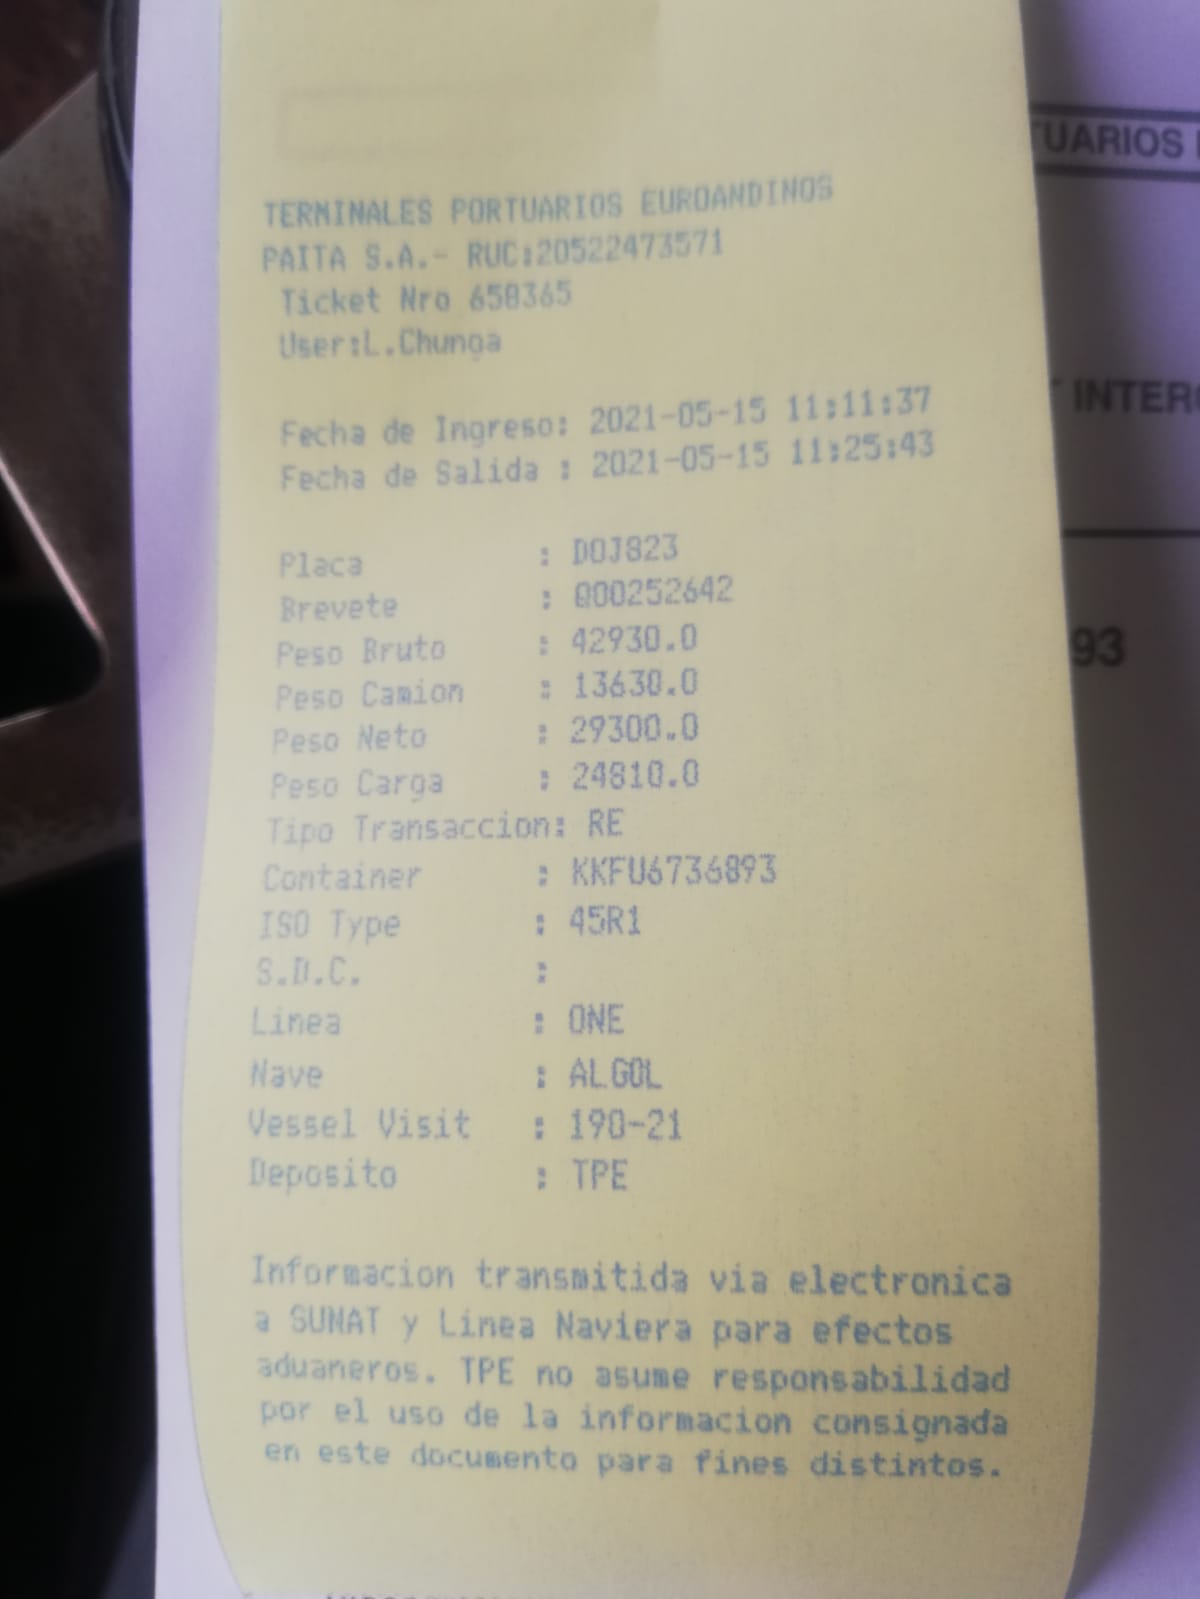 TERMINALES PORTUARIOS EUROANDINOS
PAITA S.A.- RUC:20522473571
Ticket Nro 658365
User:L.Chunga
Fecha de Ingreso: 2021-05-15 11:11:37
Fecha de Salida : 2021-05-15 11:25:43
Placa : DOJ823
Brevete : Q00252642
Peso Bruto : 42930.0
Peso Camion : 13630.0
Peso Neto : 29300.0
Peso Carga : 24810.0
Tipo Transaccion: RE
Container : KKFU6736893
ISO Type : 45R1
S.D.C. :
Linea : ONE
Nave : ALGOL
Vessel Visit : 190-21
Deposito : TPE
Informacion transmitida via electronica
a SUNAT y Linea Naviera para efectos
aduaneros. TPE no asume responsabilidad
por el uso de la informacion consignada
en este documento para fines distintos.
TUARIOS
INTERC
93